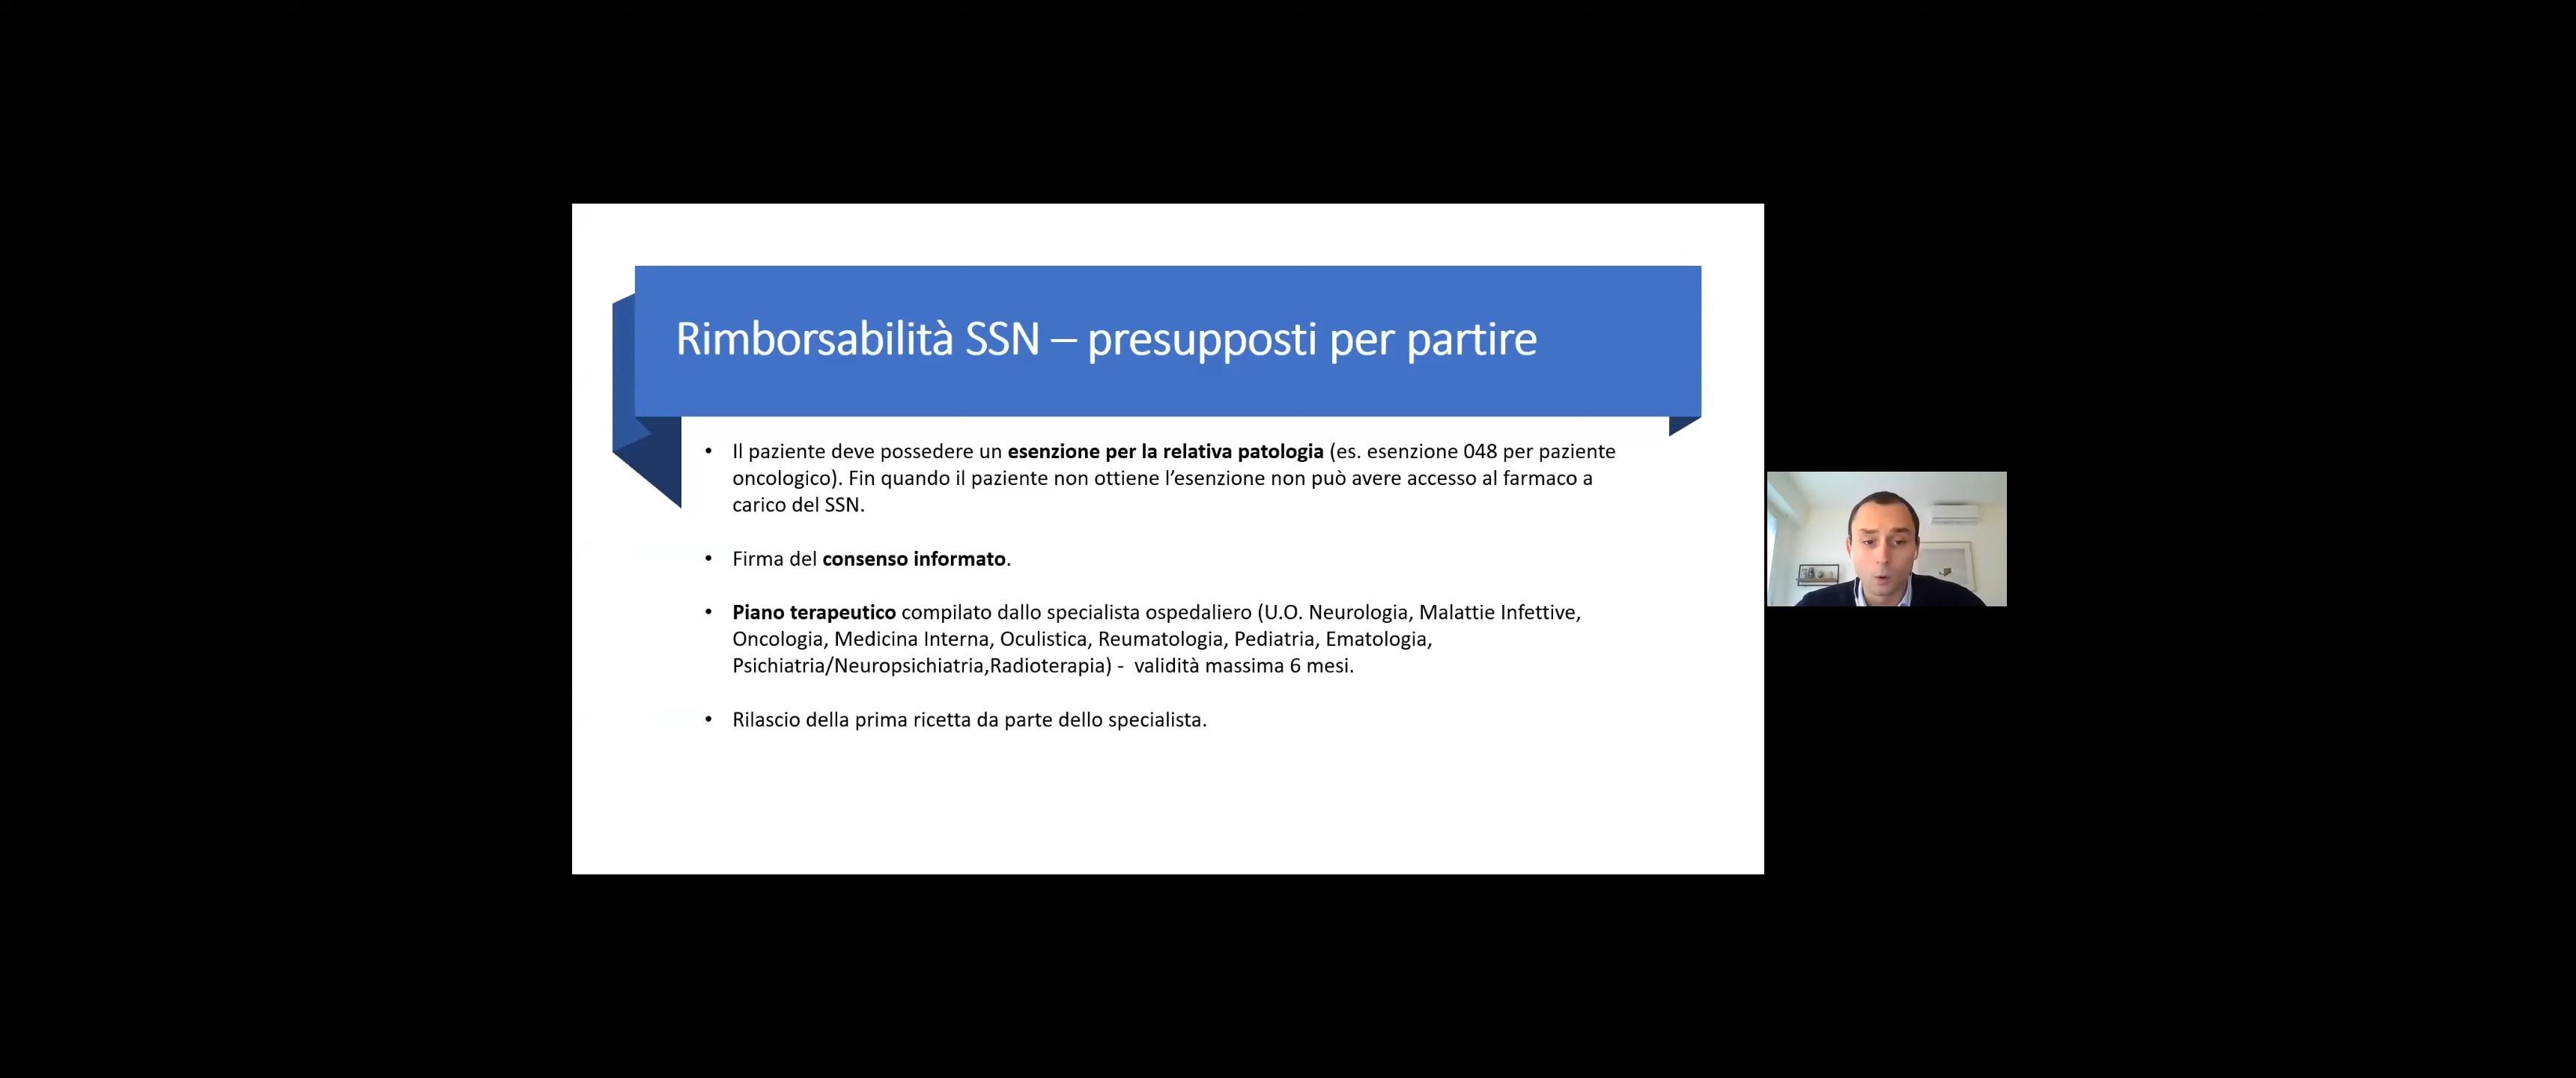 Rimborsabilità SSN – presupposti per partire
• Il paziente deve possedere un esenzione per la relativa patologia (es. esenzione 048 per paziente
oncologico). Fin quando il paziente non ottiene l'esenzione non può avere accesso al farmaco a
carico del SSN.
• Firma del consenso informato.
• Piano terapeutico compilato dallo specialista ospedaliero (U.O. Neurologia, Malattie Infettive,
Oncologia, Medicina Interna, Oculistica, Reumatologia, Pediatria, Ematologia,
Psichiatria/Neuropsichiatria,Radioterapia) - validità massima 6 mesi.
• Rilascio della prima ricetta da parte dello specialista.